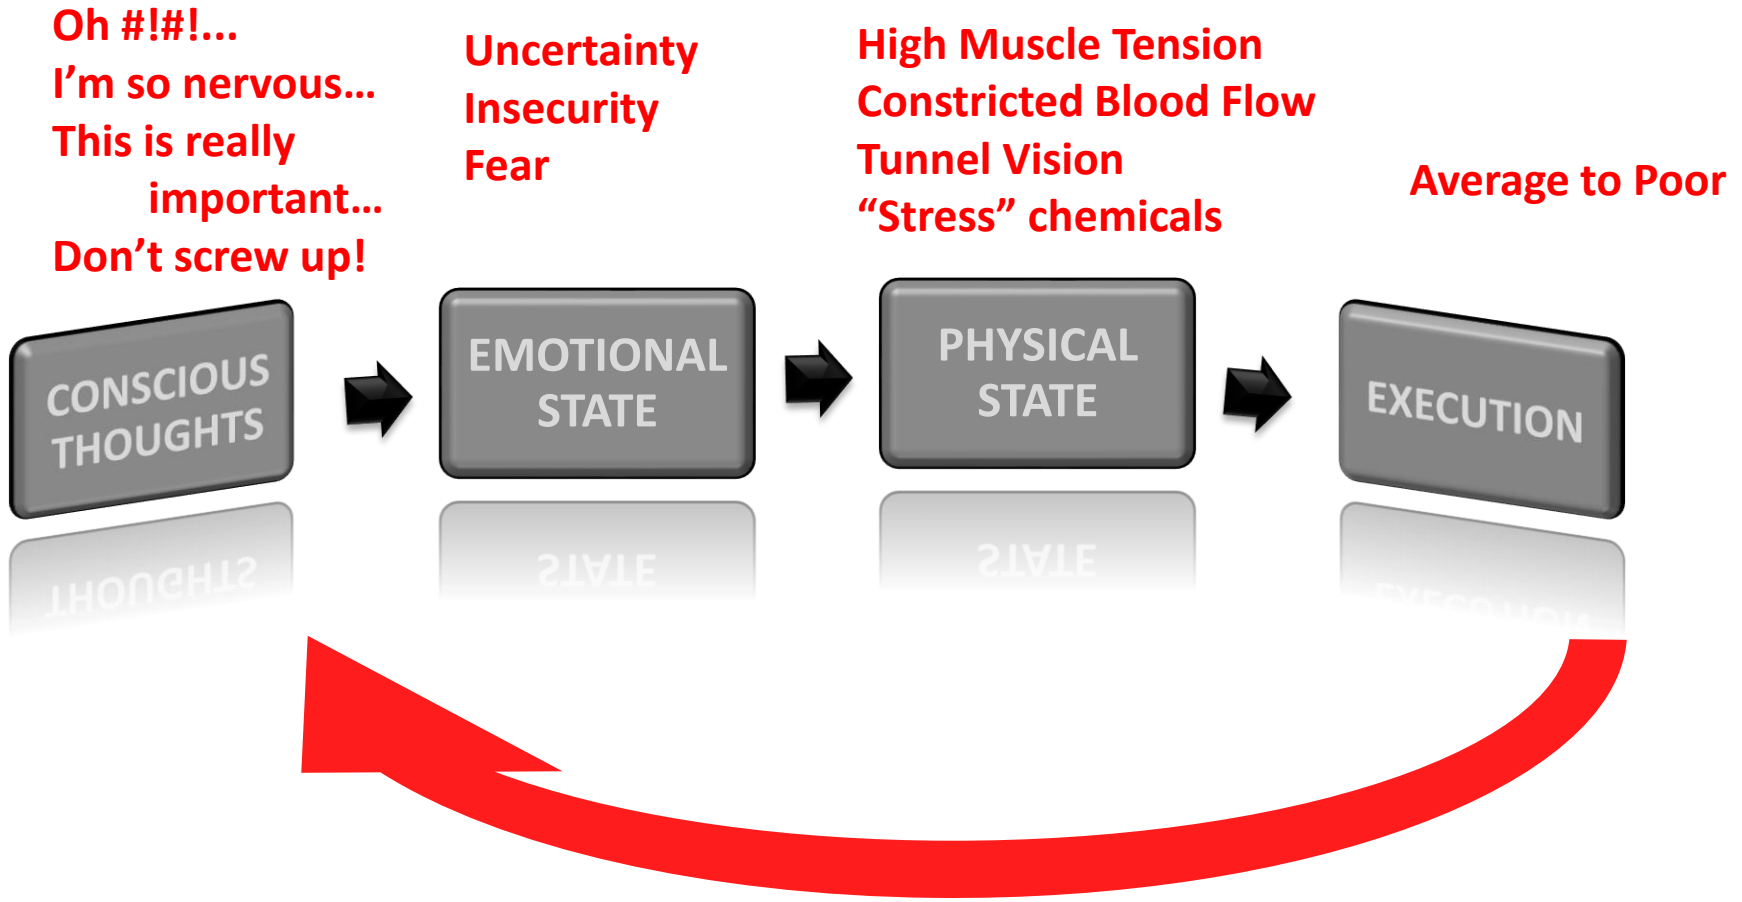 Oh #!#!...
I’m so nervous…
This is really
important…
Don’t screw up!
Uncertainty
Insecurity
Fear
High Muscle Tension
Constricted Blood Flow
Tunnel Vision
“Stress” chemicals
Average to Poor
CONSCIOUS
THOUGHTS
EMOTIONAL
STATE
PHYSICAL
STATE
EXECUTION